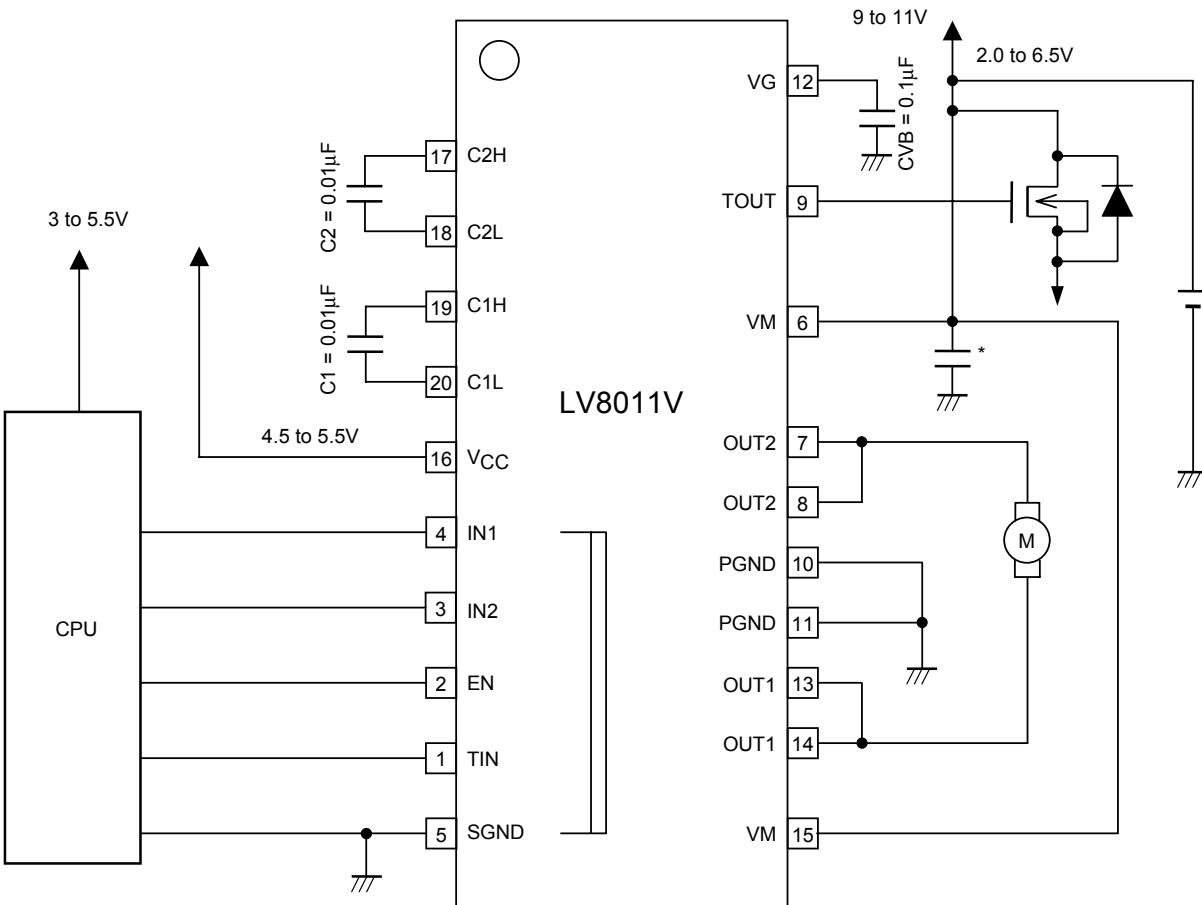 9 to 11V
2.0 to 6.5V
VG 12
CVB = 0.1μF
17 C2H
C2 = 0.01μF
TOUT 9
3 to 5.5V
18 C2L
19 C1H
C1 = 0.01μF
VM 6
*
20 C1L
LV8011V
4.5 to 5.5V
16 VCC
OUT2 7
OUT2 8
4 IN1
M
PGND 10
3 IN2
CPU
PGND 11
2 EN
OUT1 13
OUT1 14
1 TIN
5 SGND
VM 15